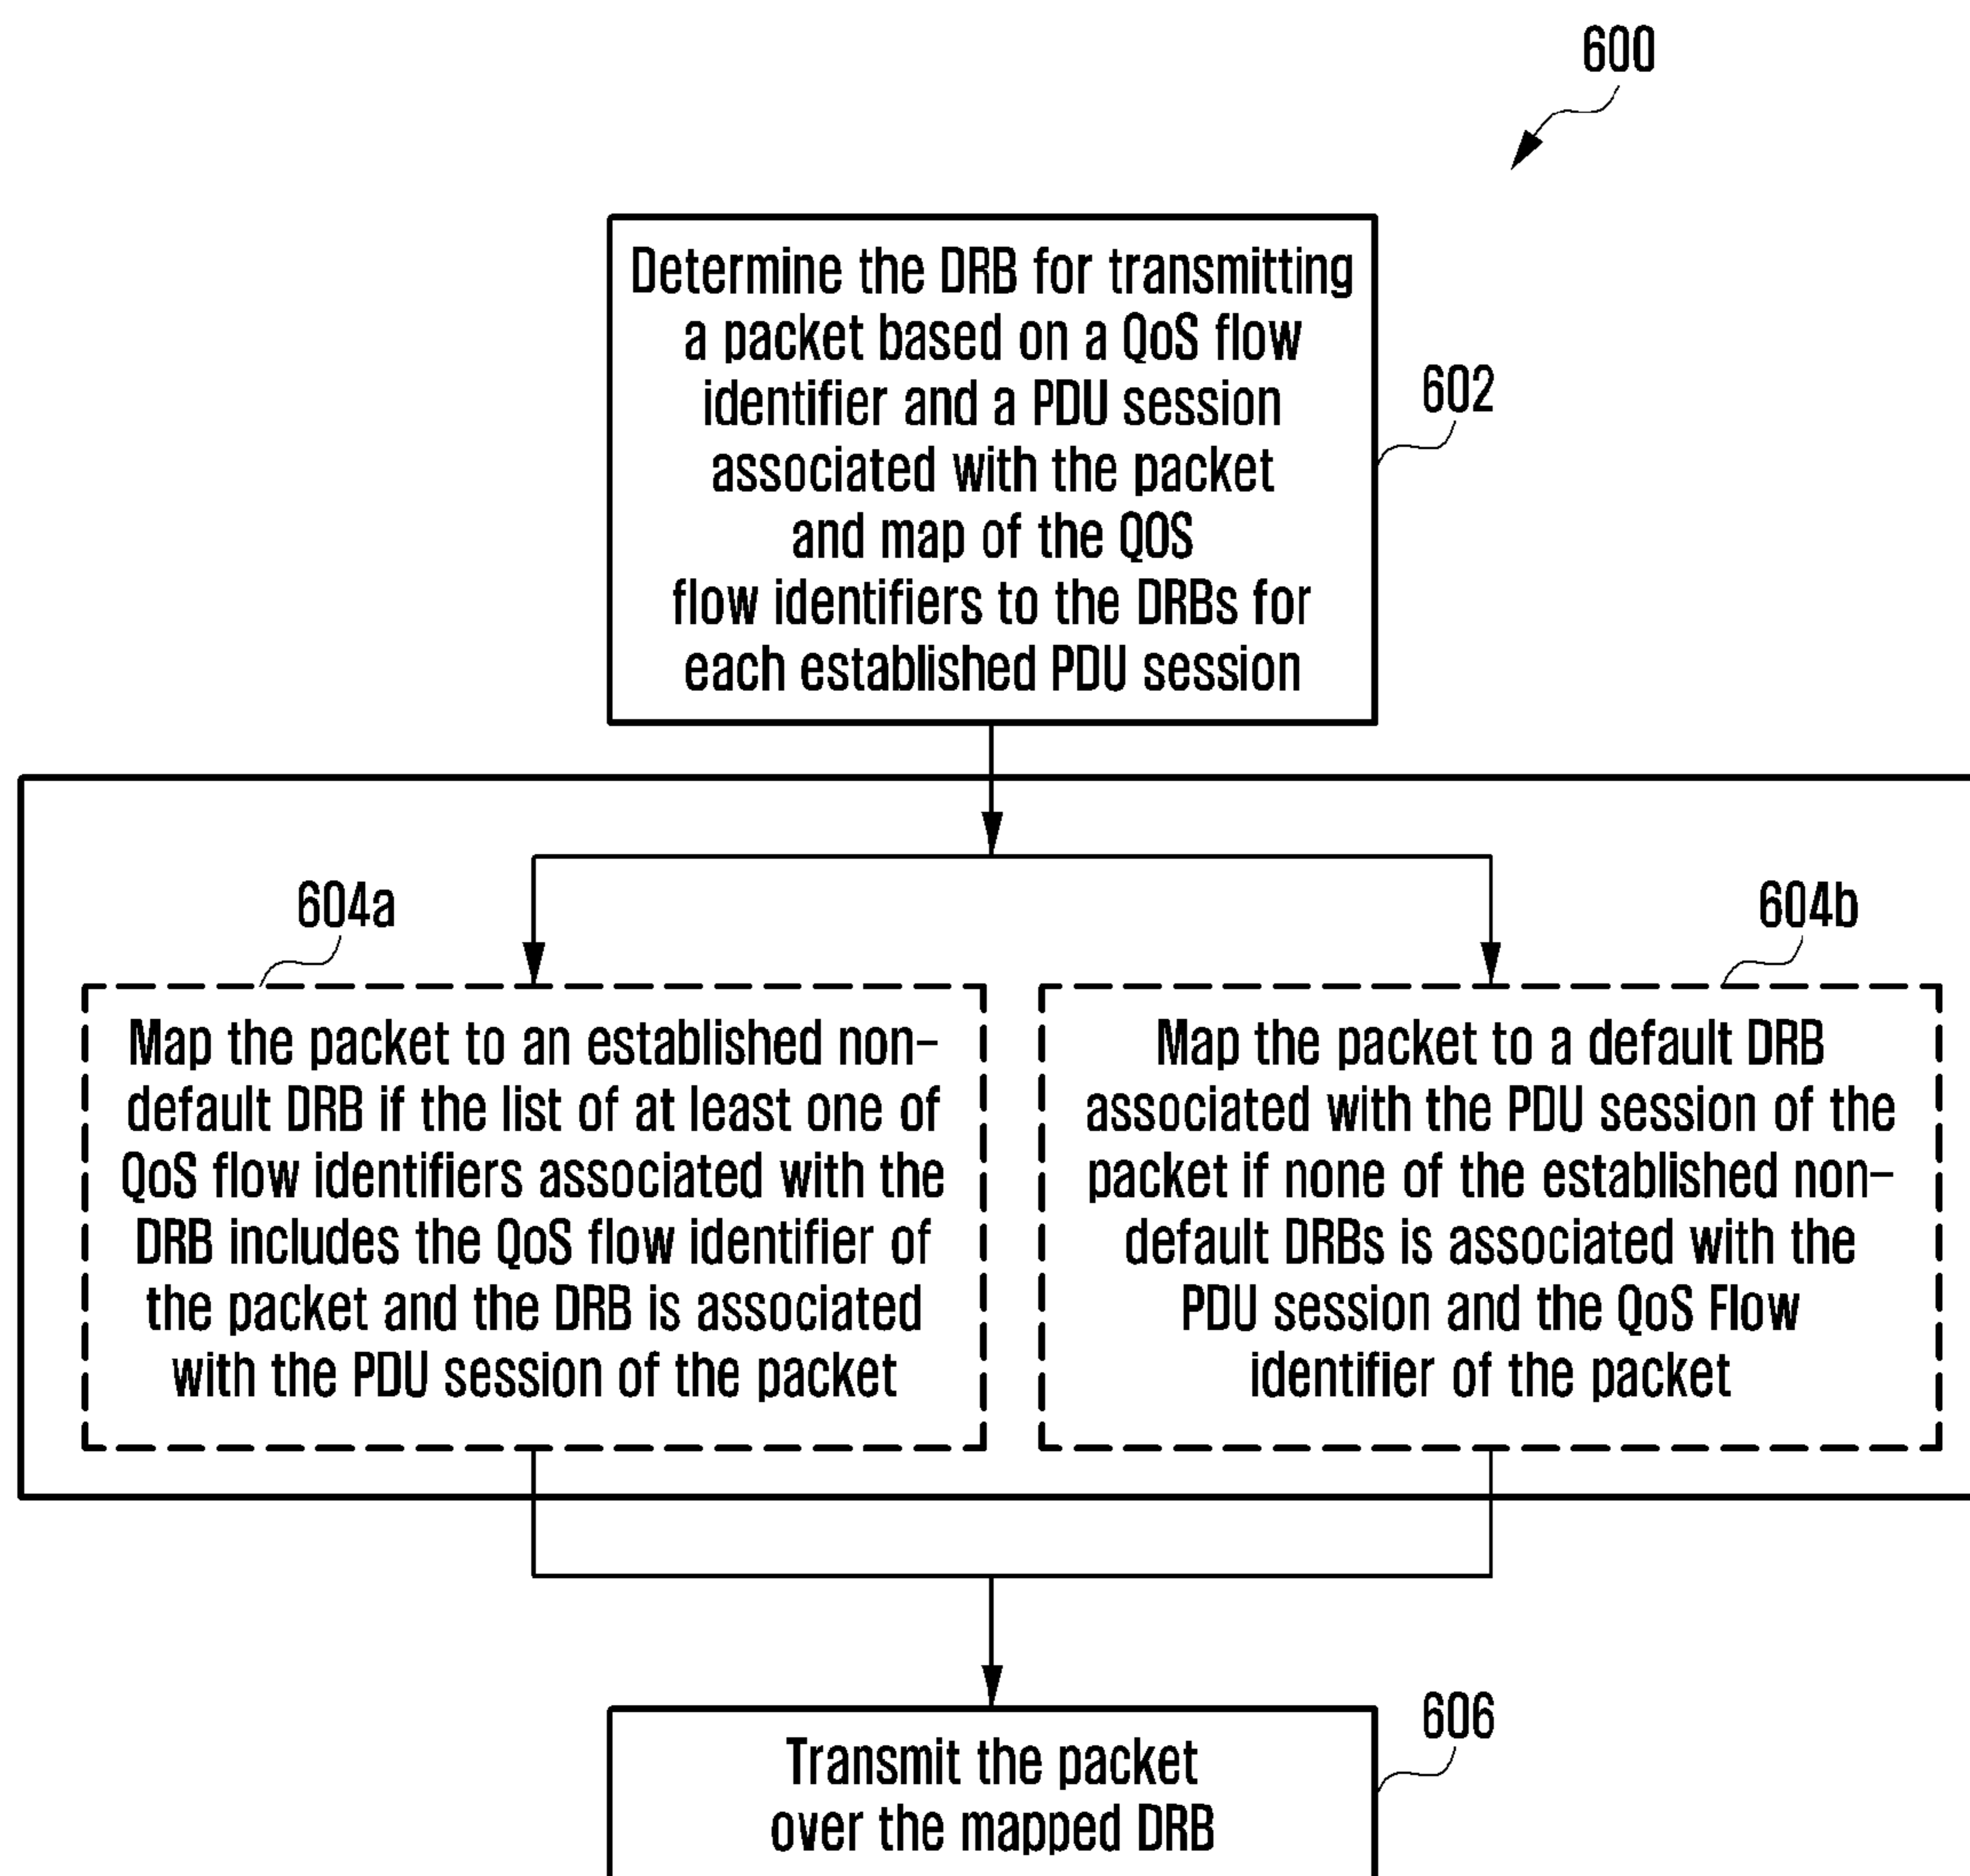 600
Determine the DRB for transmitting
a packet based on a QoS flow
identifier and a PDU session
associated with the packet
and map of the QOS
flow identifiers to the DRBs for
each established PDU session
602
604a
Map the packet to an established non-
default DRB if the list of at least one of
QoS flow identifiers associated with the
DRB includes the QoS flow identifier of
the packet and the DRB is associated
with the PDU session of the packet
604b
Map the packet to a default DRB
associated with the PDU session of the
packet if none of the established non-
default DRBs is associated with the
PDU session and the QoS Flow
identifier of the packet
606
Transmit the packet
over the mapped DRB